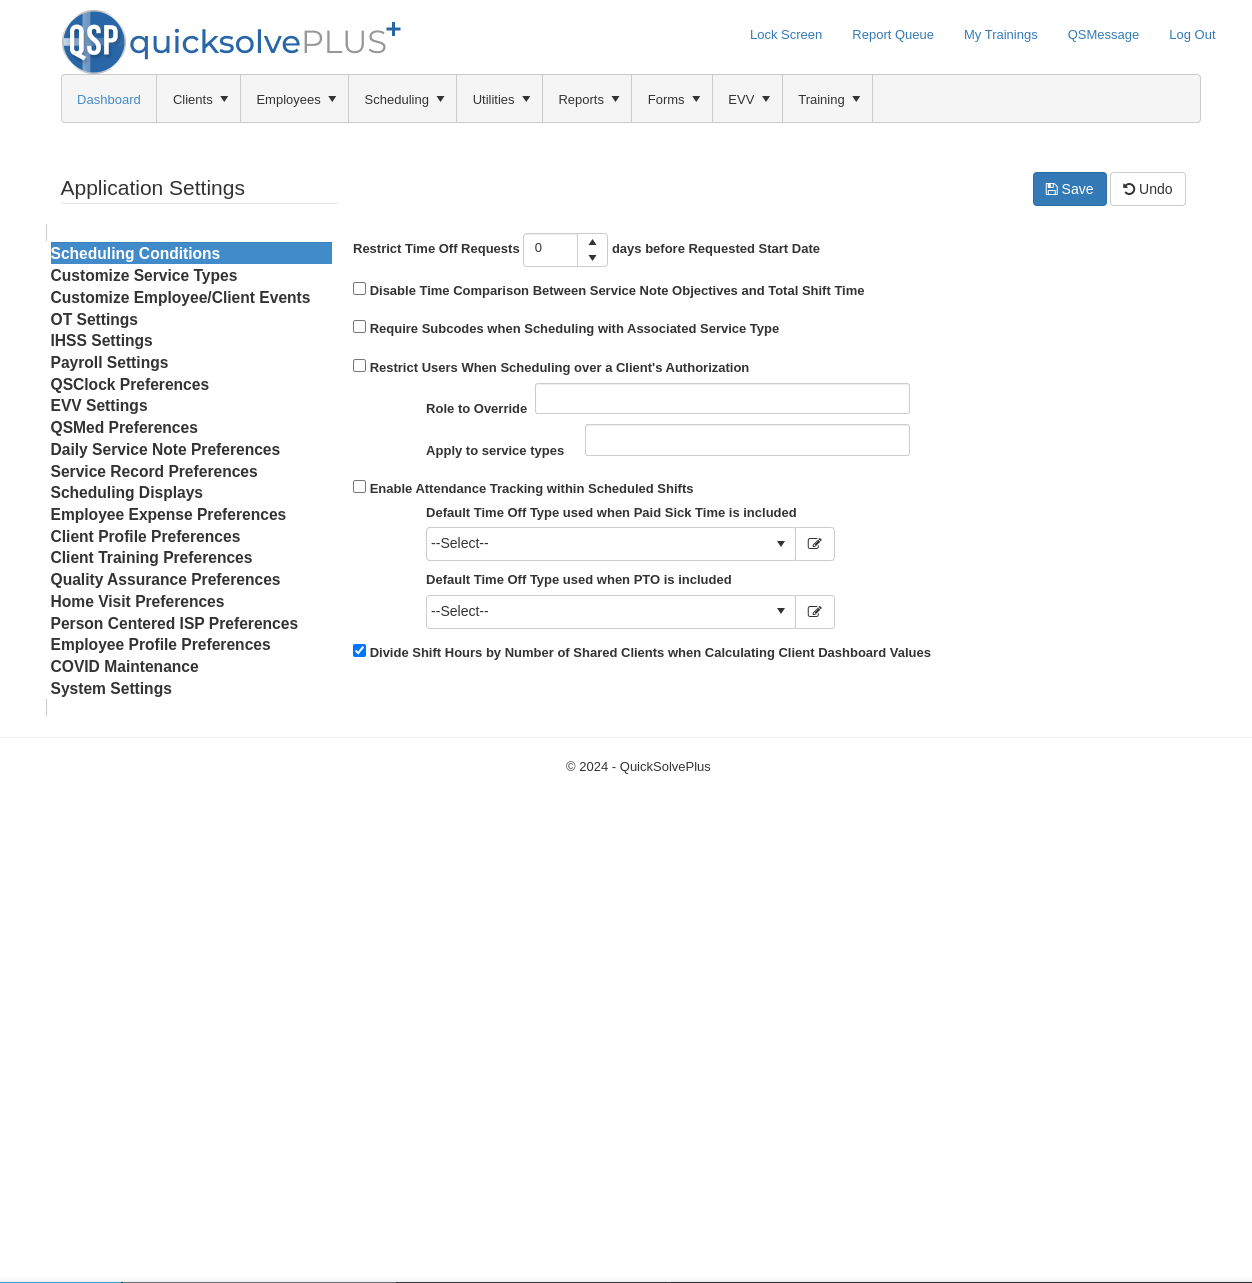 QSP quicksolvePLUS+
Lock Screen Report Queue My Trainings QSMessage Log Out
Dashboard Clients Employees Scheduling Utilities Reports Forms EVV Training
Application Settings
Save Undo
Scheduling Conditions
Customize Service Types
Customize Employee/Client Events
OT Settings
IHSS Settings
Payroll Settings
QSClock Preferences
EVV Settings
QSMed Preferences
Daily Service Note Preferences
Service Record Preferences
Scheduling Displays
Employee Expense Preferences
Client Profile Preferences
Client Training Preferences
Quality Assurance Preferences
Home Visit Preferences
Person Centered ISP Preferences
Employee Profile Preferences
COVID Maintenance
System Settings
Restrict Time Off Requests 0 days before Requested Start Date
Disable Time Comparison Between Service Note Objectives and Total Shift Time
Require Subcodes when Scheduling with Associated Service Type
Restrict Users When Scheduling over a Client's Authorization
Role to Override
Apply to service types
Enable Attendance Tracking within Scheduled Shifts
Default Time Off Type used when Paid Sick Time is included
--Select--
Default Time Off Type used when PTO is included
--Select--
Divide Shift Hours by Number of Shared Clients when Calculating Client Dashboard Values
© 2024 - QuickSolvePlus